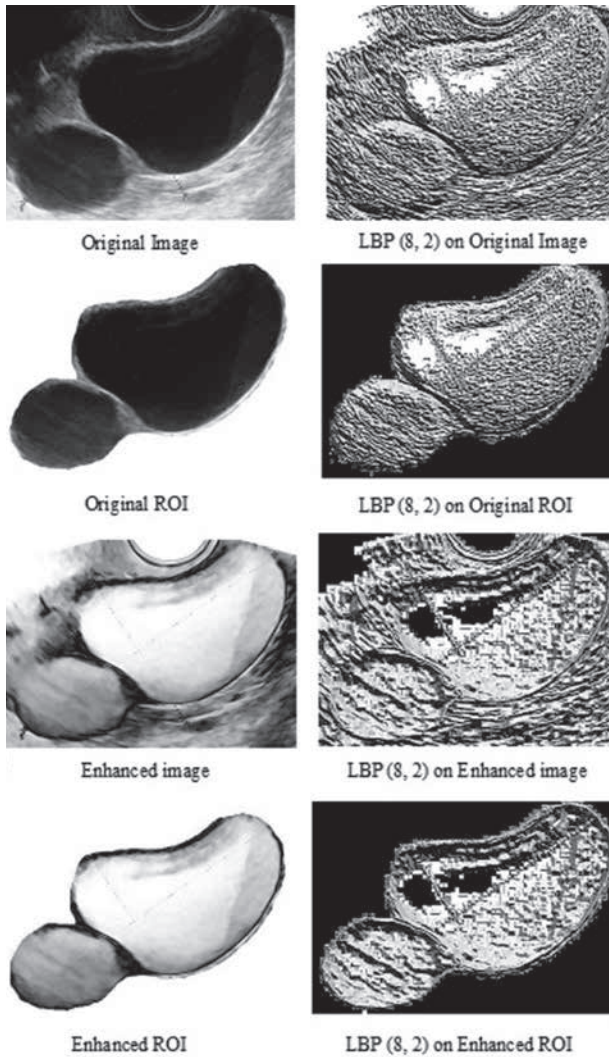 Original Image
LBP (8, 2) on Original Image
Original ROI
LBP (8, 2) on Original ROI
Enhanced image
LBP (8, 2) on Enhanced image
Enhanced ROI
LBP (8, 2) on Enhanced ROI